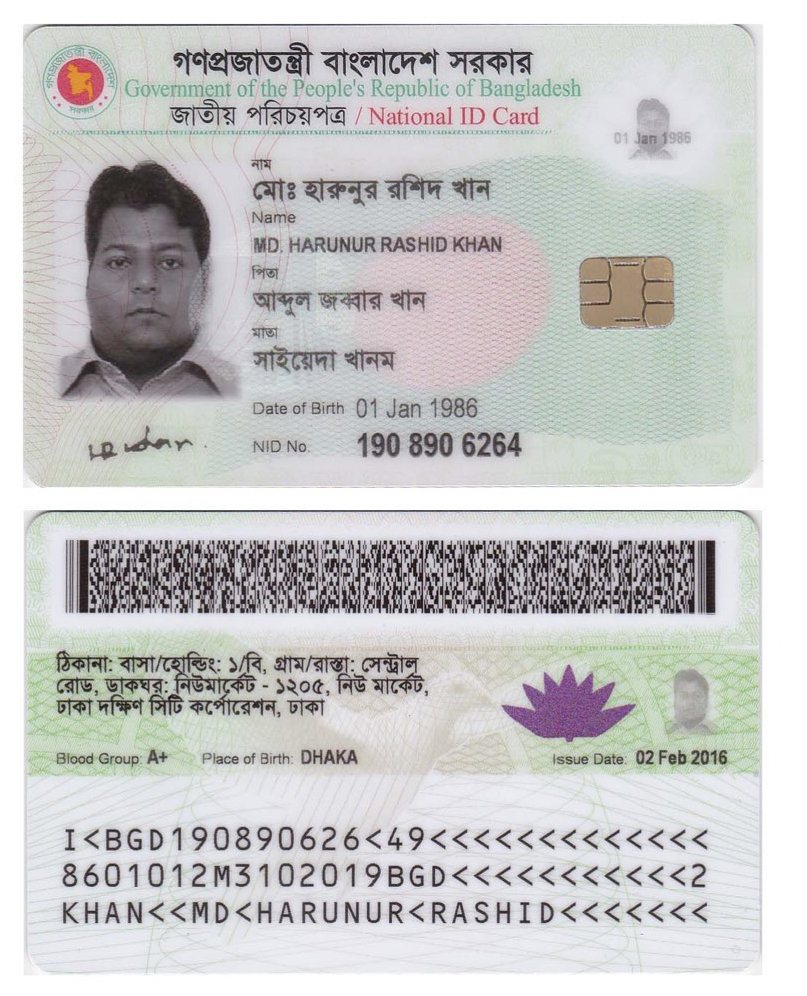 গণপ্রজাতন্ত্রী বাংলাদেশ সরকার
Government of the People's Republic of Bangladesh
জাতীয় পরিচয়পত্র / National ID Card
01 Jan 1986
নাম
মোঃ হারুনুর রশিদ খান
Name
MD. HARUNUR RASHID KHAN
পিতা
আব্দুল জব্বার খান
মাতা
সাইয়েদা খানম
Date of Birth 01 Jan 1986
NID No. 190 890 6264
ঠিকানা: বাসা/হোল্ডিং: ১/বি, গ্রাম/রাস্তা: সেন্ট্রাল
রোড, ডাকঘর: নিউমার্কেট - ১২০৫, নিউ মার্কেট,
ঢাকা দক্ষিণ সিটি কর্পোরেশন, ঢাকা
Blood Group: A+ Place of Birth: DHAKA Issue Date: 02 Feb 2016
I<BGD190890626<49<<<<<<<<<<<<<
8601012M3102019BGD<<<<<<<<<<<2
KHAN<<MD<HARUNUR<RASHID<<<<<<<